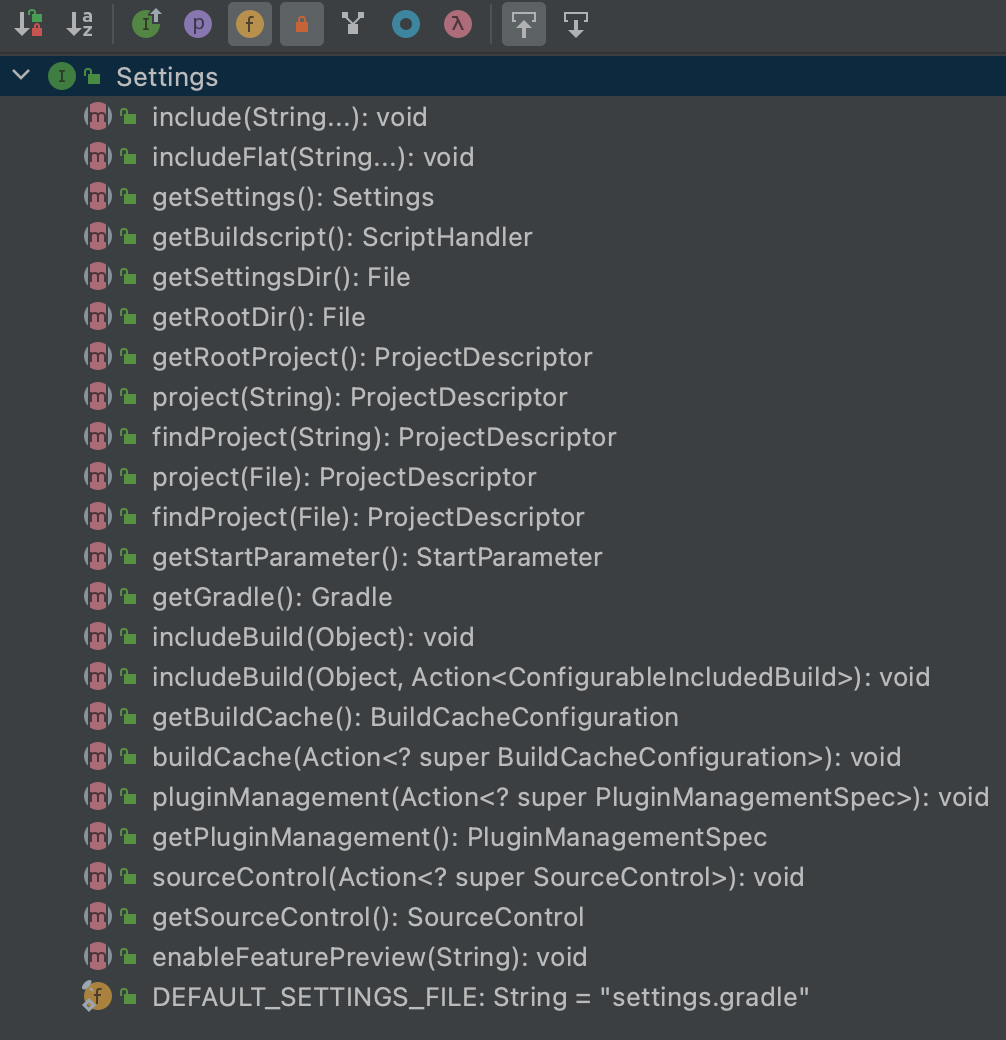 Settings
include(String...): void
includeFlat(String...): void
getSettings(): Settings
getBuildscript(): ScriptHandler
getSettingsDir(): File
getRootDir(): File
getRootProject(): ProjectDescriptor
project(String): ProjectDescriptor
findProject(String): ProjectDescriptor
project(File): ProjectDescriptor
findProject(File): ProjectDescriptor
getStartParameter(): StartParameter
getGradle(): Gradle
includeBuild(Object): void
includeBuild(Object, Action<ConfigurableIncludedBuild>): void
getBuildCache(): BuildCacheConfiguration
buildCache(Action<? super BuildCacheConfiguration>): void
pluginManagement(Action<? super PluginManagementSpec>): void
getPluginManagement(): PluginManagementSpec
sourceControl(Action<? super SourceControl>): void
getSourceControl(): SourceControl
enableFeaturePreview(String): void
DEFAULT_SETTINGS_FILE: String = "settings.gradle"